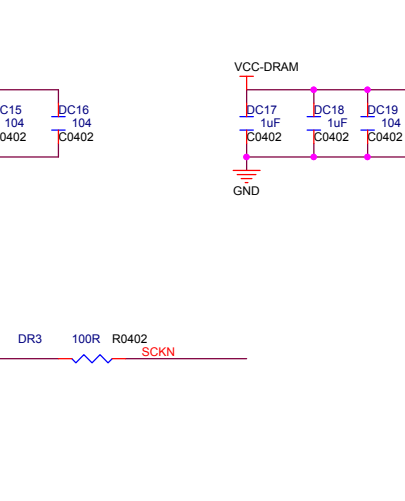 VCC-DRAM
C15
104
0402
DC16
104
C0402
DC17
1uF
C0402
DC18
1uF
C0402
DC19
104
C0402
GND
DR3 100R R0402
SCKN